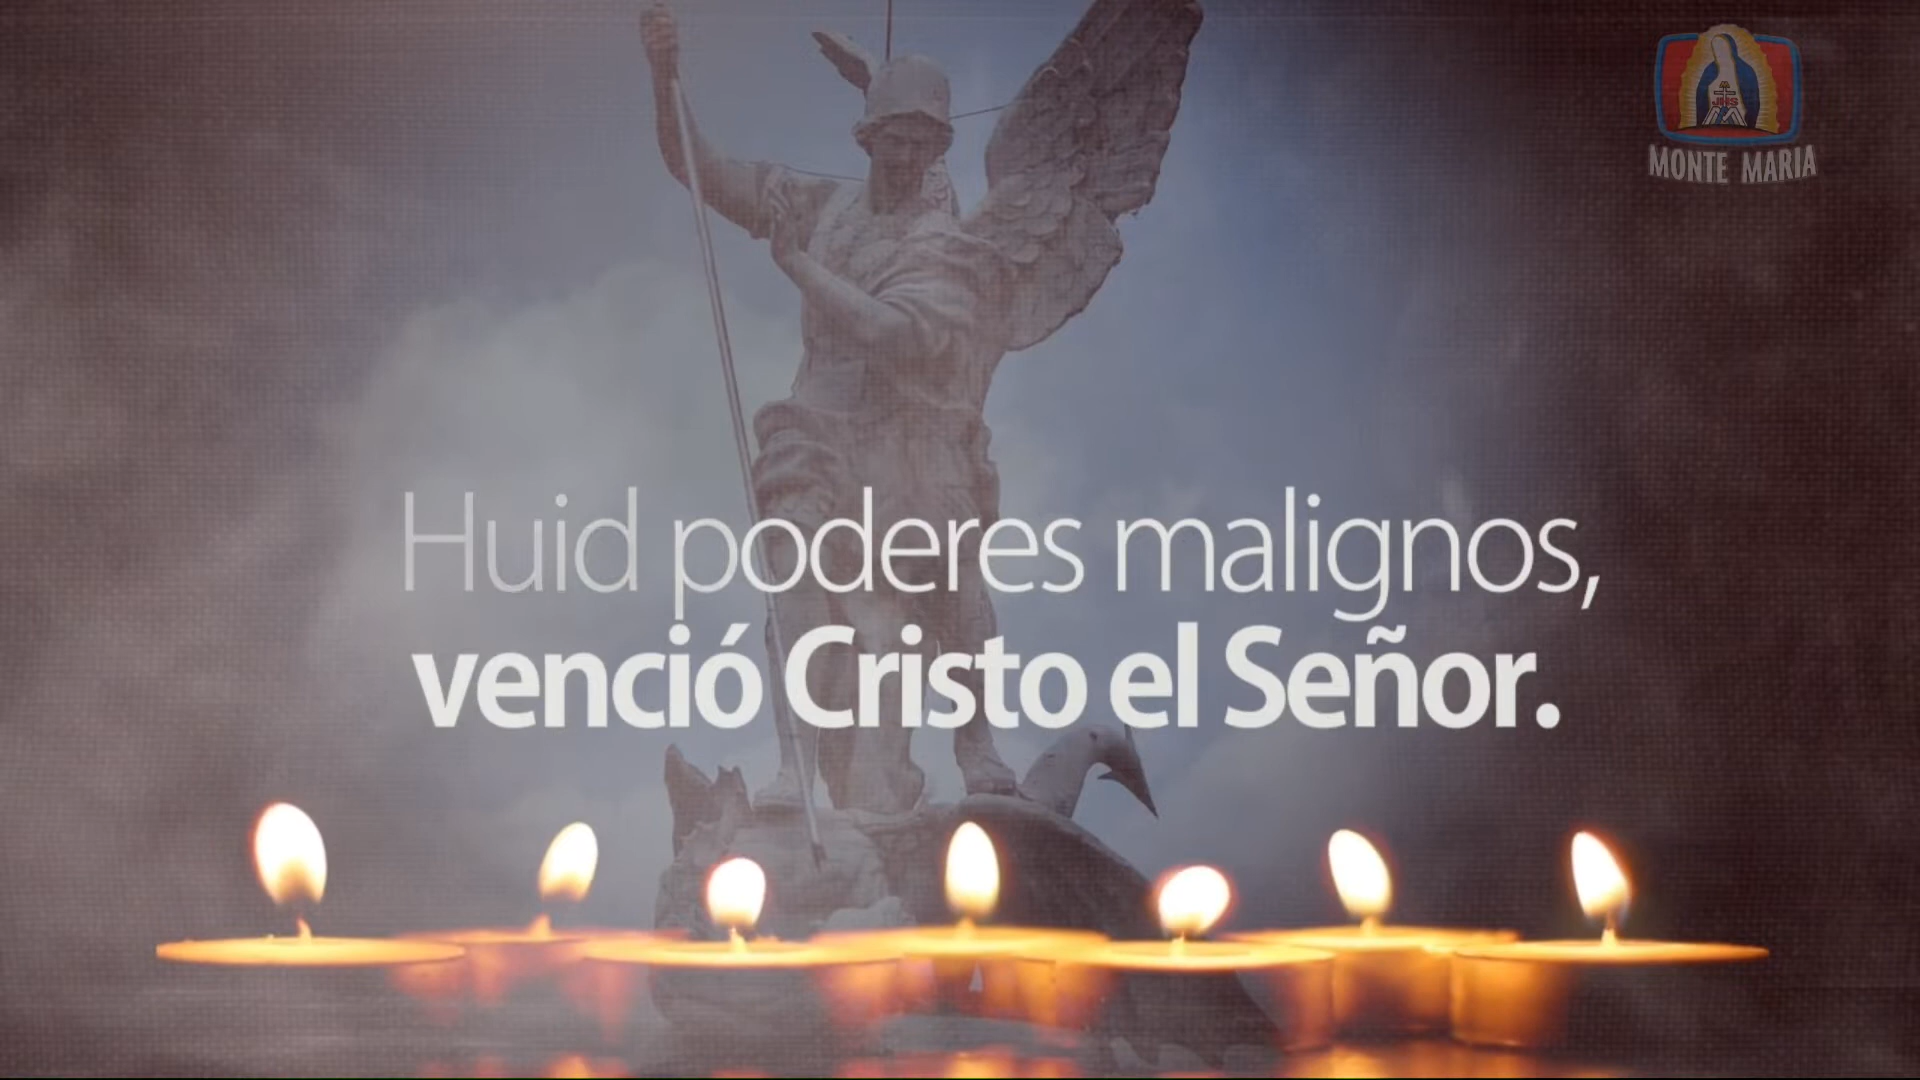 MONTE MARIA
Huid poderes malignos,
venció Cristo el Señor.